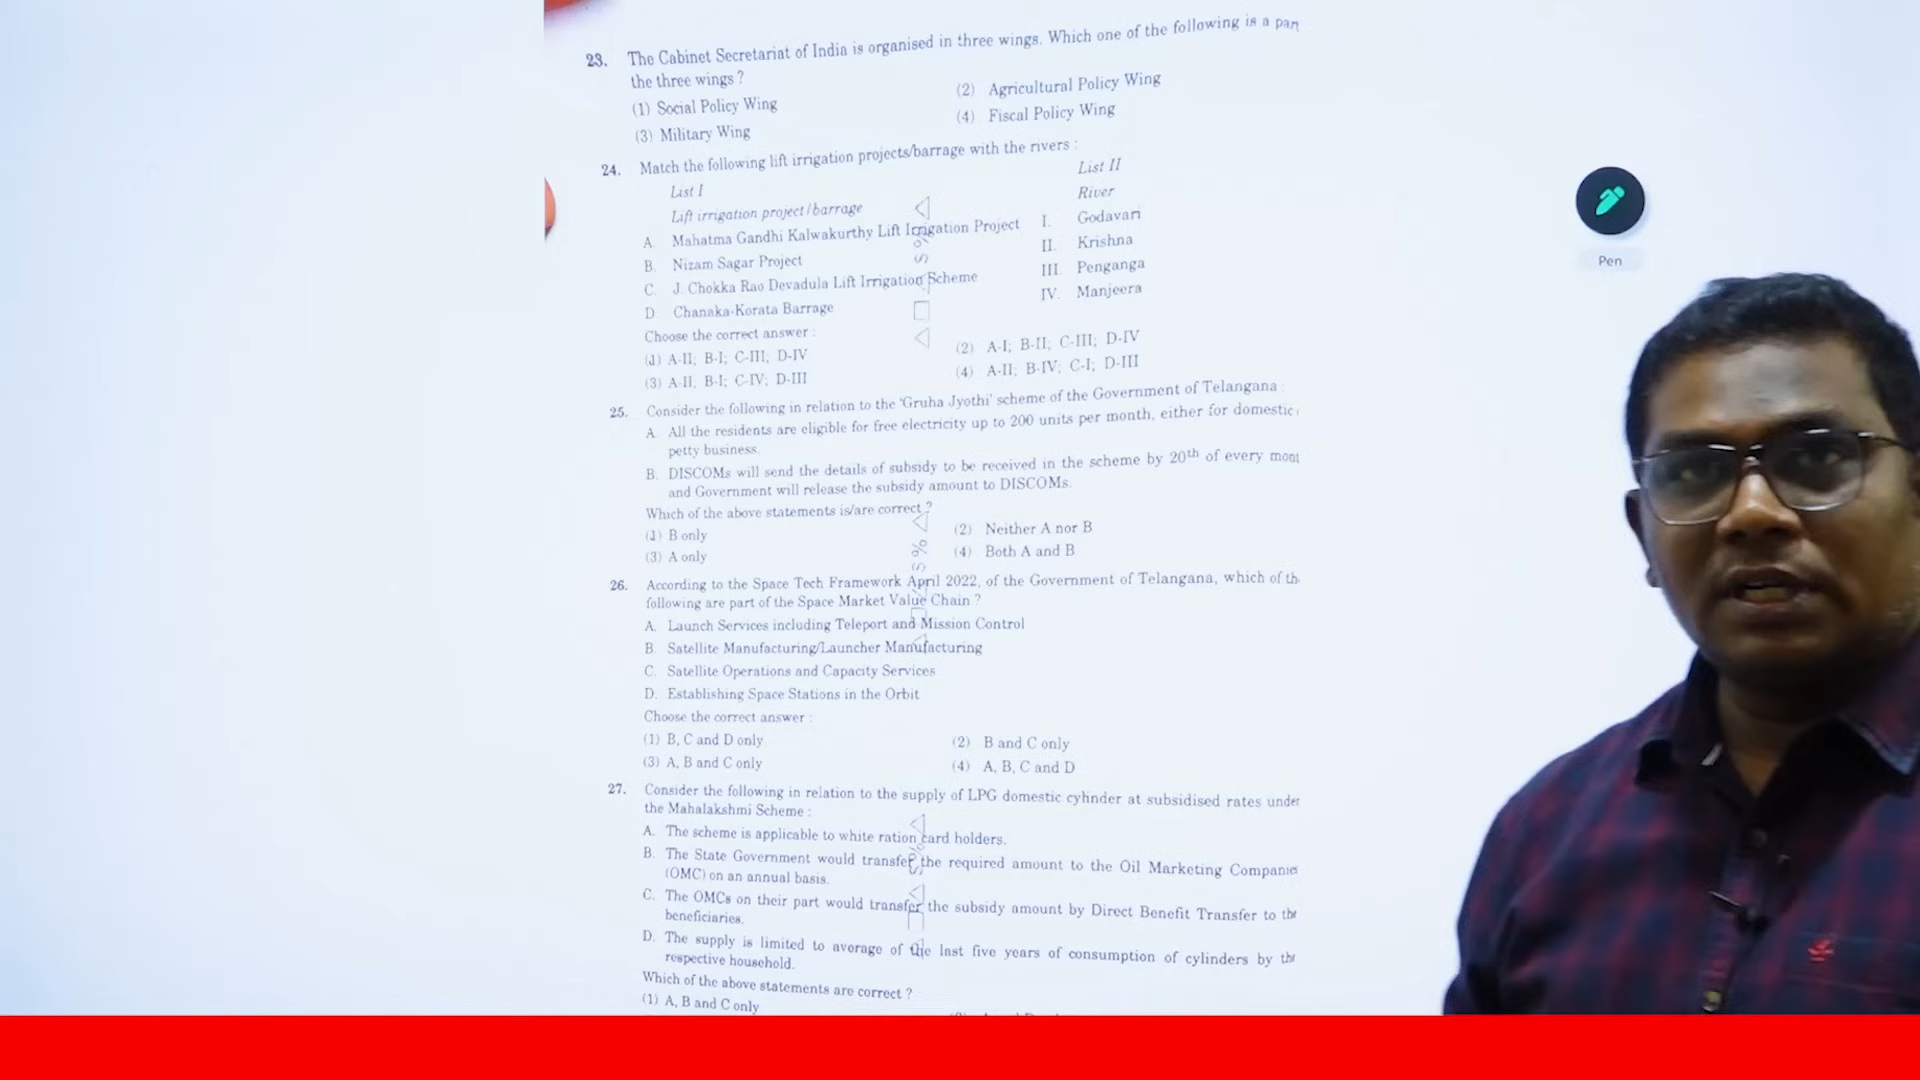 23. The Cabinet Secretariat of India is organised in three wings. Which one of the following is a
the three wings ?
(1) Social Policy Wing
(2) Agricultural Policy Wing
(3) Military Wing
(4) Fiscal Policy Wing
24. Match the following lift irrigation projects/barrage with the rivers :
List I
List II
Lift irrigation project/barrage
River
A. Mahatma Gandhi Kalwakurthy Lift Irrigation Project
I. Godavari
B. Nizam Sagar Project
II. Krishna
C. J. Chokka Rao Devadula Lift Irrigation Scheme
III. Penganga
D. Chanaka-Korata Barrage
IV. Manjeera
Choose the correct answer :
(1) A-II; B-I; C-III; D-IV
(2) A-I; B-II; C-III; D-IV
(3) A-II; B-I; C-IV; D-III
(4) A-II; B-IV; C-I; D-III
25. Consider the following in relation to the 'Gruha Jyothi' scheme of the Government of Telangana :
A. All the residents are eligible for free electricity up to 200 units per month, either for domestic
petty business.
B. DISCOMs will send the details of subsidy to be received in the scheme by 20th of every
and Government will release the subsidy amount to DISCOMs.
Which of the above statements is/are correct ?
(1) B only
(2) Neither A nor B
(3) A only
(4) Both A and B
26. According to the Space Tech Framework April 2022, of the Government of Telangana, which of
following are part of the Space Market Value Chain ?
A. Launch Services including Teleport and Mission Control
B. Satellite Manufacturing/Launcher Manufacturing
C. Satellite Operations and Capacity Services
D. Establishing Space Stations in the Orbit
Choose the correct answer :
(1) B, C and D only
(2) B and C only
(3) A, B and C only
(4) A, B, C and D
27. Consider the following in relation to the supply of LPG domestic cylinder at subsidised rates under
the Mahalakshmi Scheme :
A. The scheme is applicable to white ration card holders.
B. The State Government would transfer the required amount to the Oil Marketing
(OMC) on an annual basis.
C. The OMCs on their part would transfer the subsidy amount by Direct Benefit Transfer to the
beneficiaries.
D. The supply is limited to average of the last five years of consumption of cylinders by the
respective household.
Which of the above statements are correct ?
(1) A, B and C only
Pen